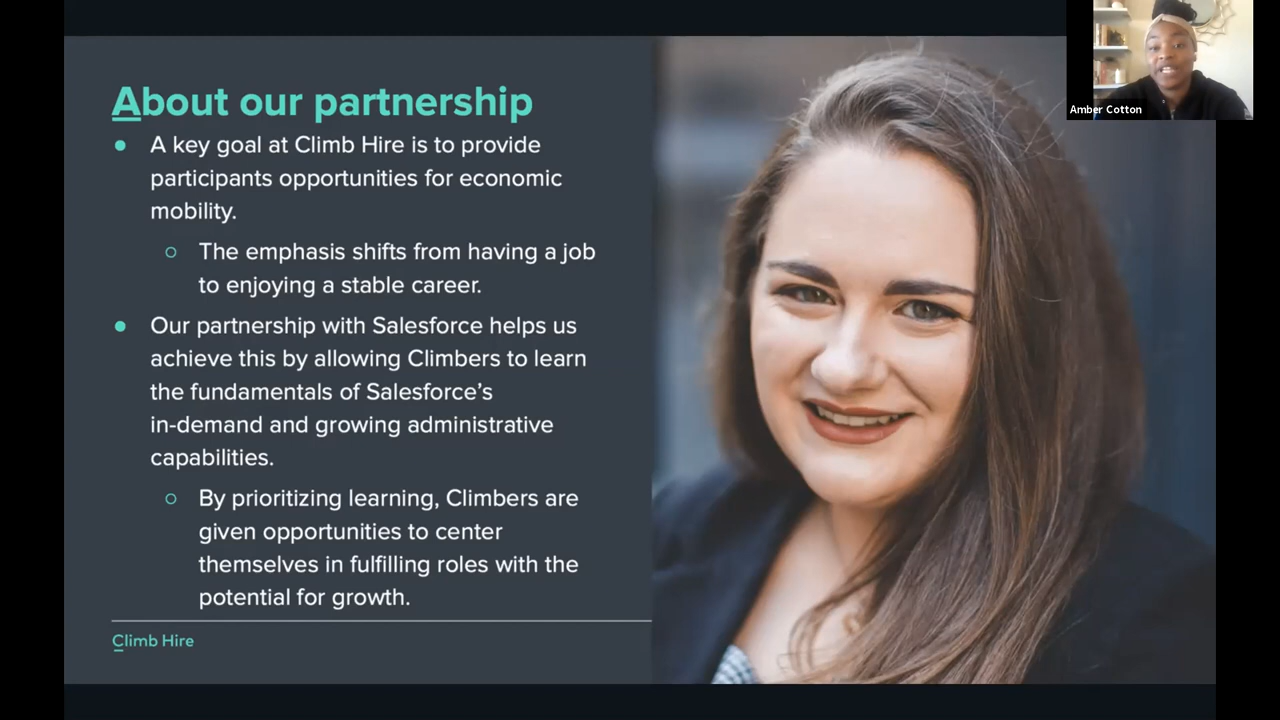 About our partnership
● A key goal at Climb Hire is to provide
participants opportunities for economic
mobility.
○ The emphasis shifts from having a job
to enjoying a stable career.
● Our partnership with Salesforce helps us
achieve this by allowing Climbers to learn
the fundamentals of Salesforce’s
in-demand and growing administrative
capabilities.
○ By prioritizing learning, Climbers are
given opportunities to center
themselves in fulfilling roles with the
potential for growth.
Climb Hire
Amber Cotton